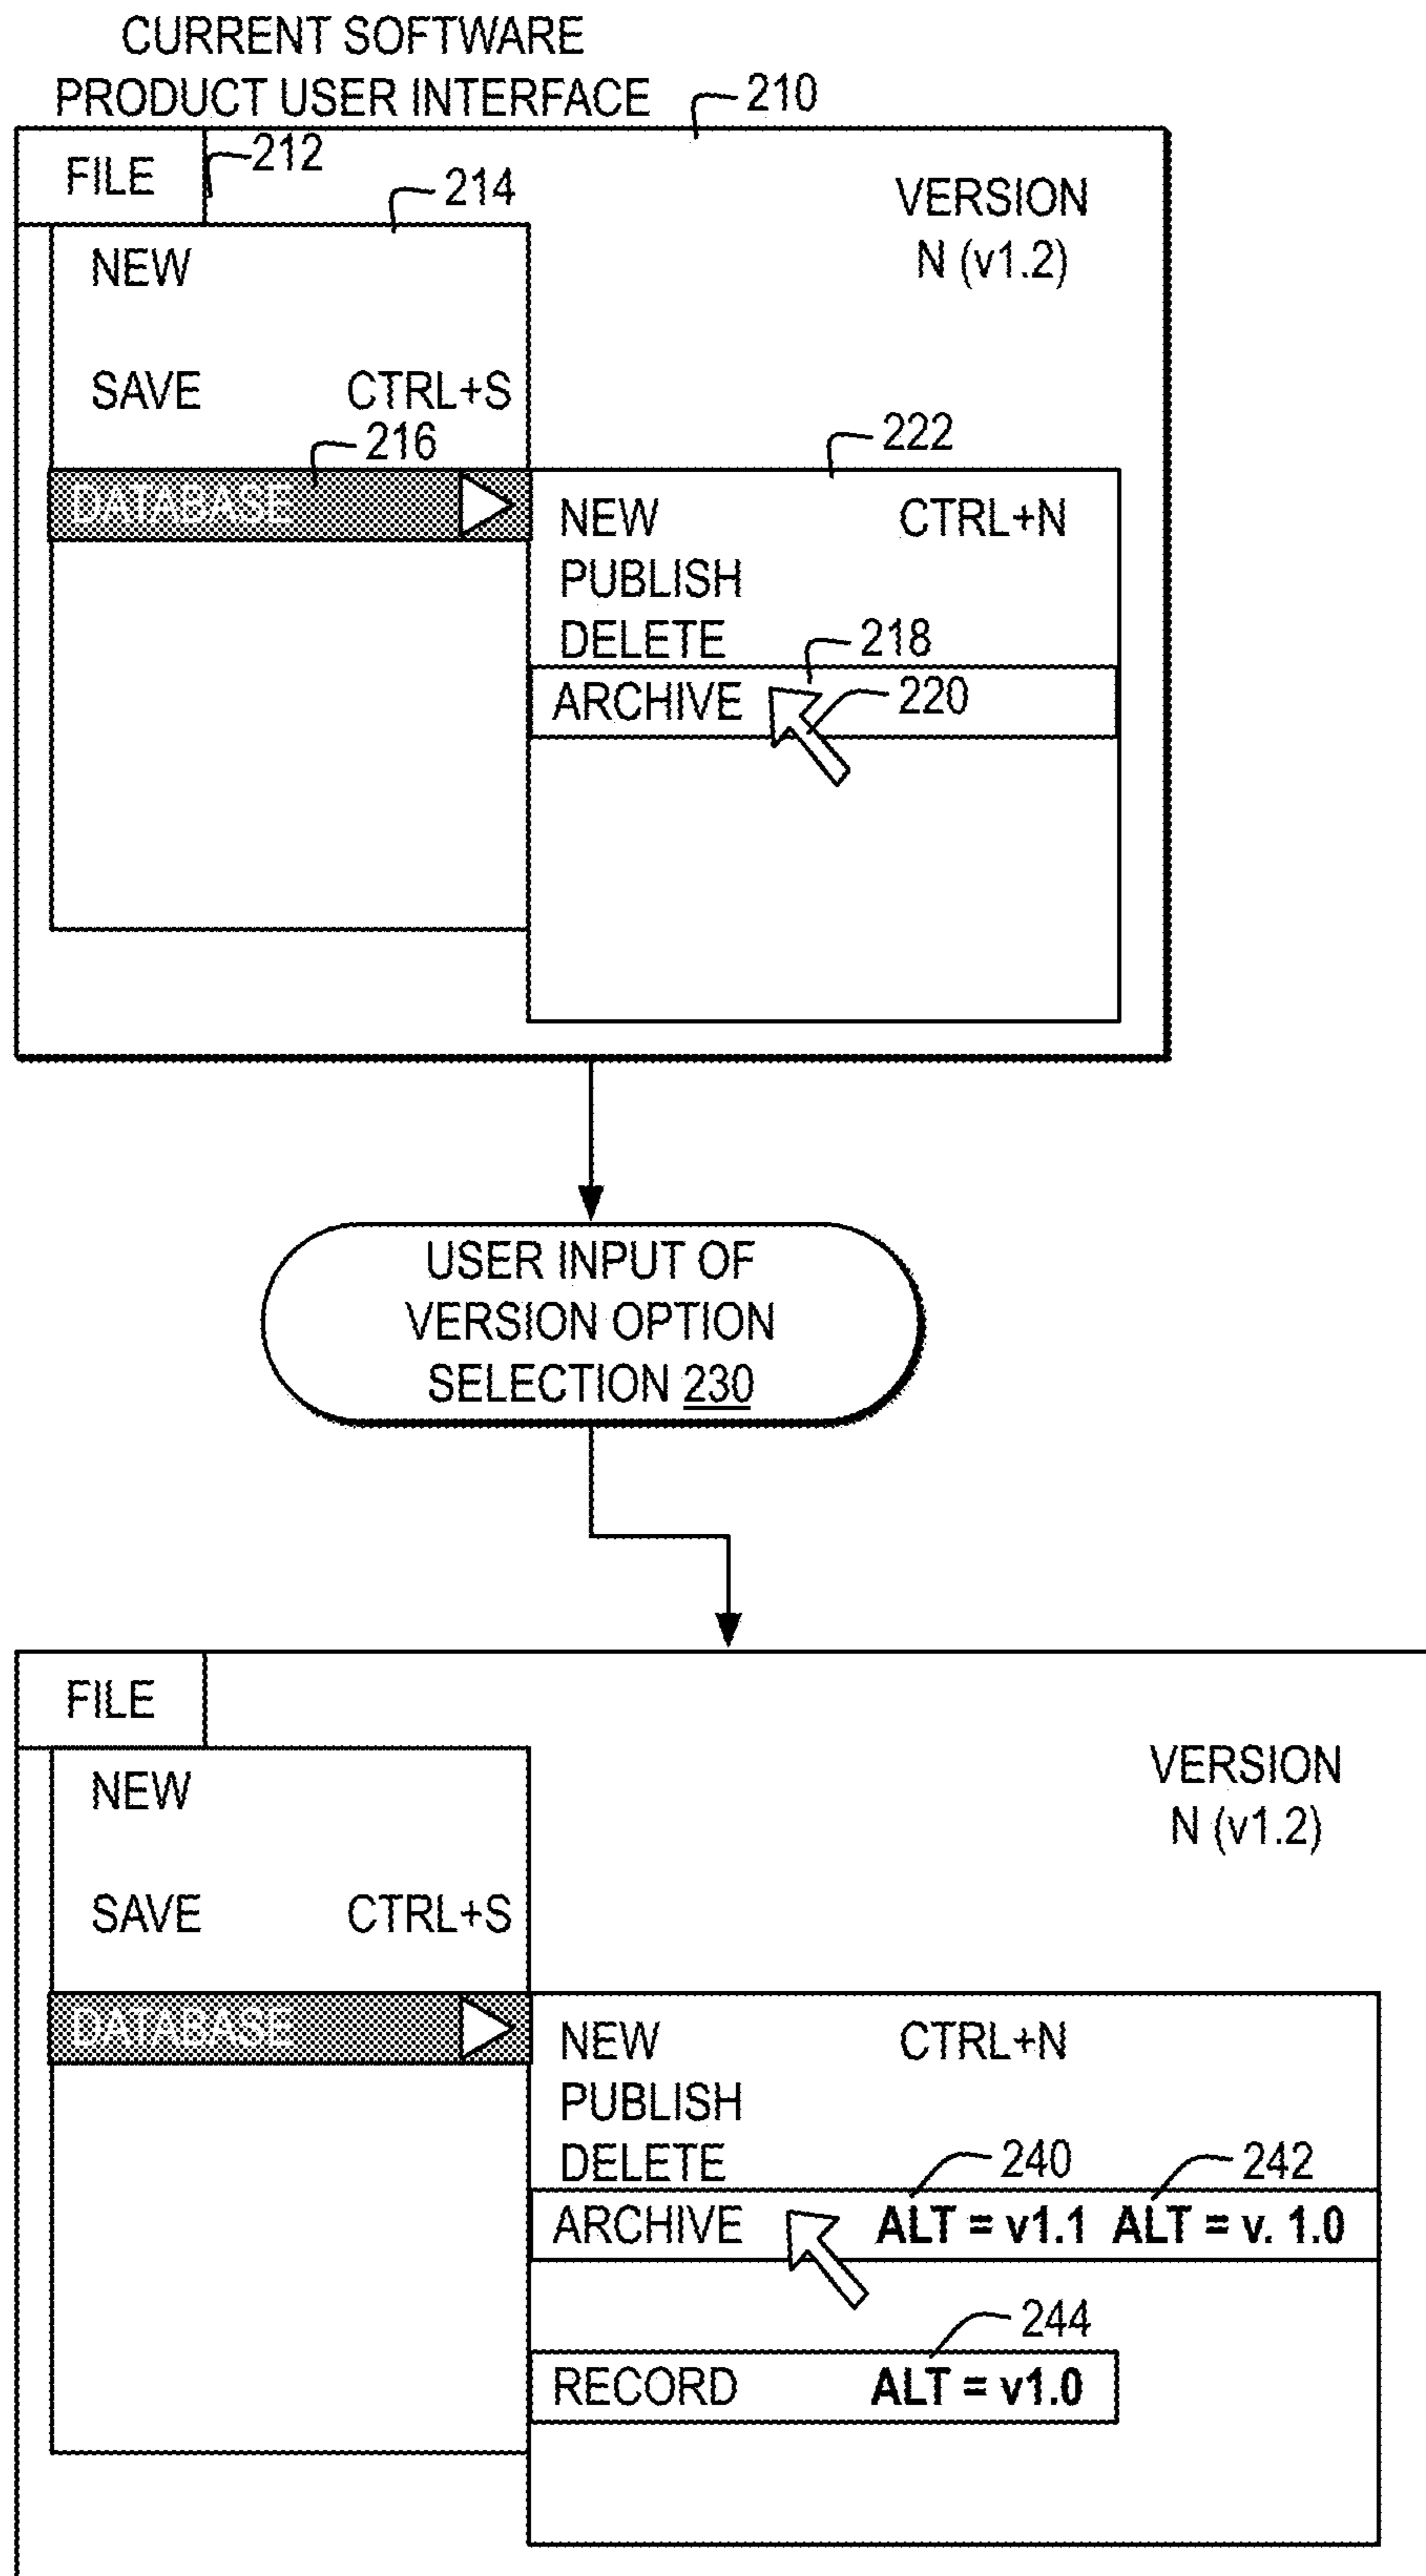 CURRENT SOFTWARE
PRODUCT USER INTERFACE
210
FILE
212
214
VERSION
N (v1.2)
NEW
SAVE CTRL+S
216
222
DATABASE
NEW CTRL+N
PUBLISH
DELETE
218
ARCHIVE
220
USER INPUT OF
VERSION OPTION
SELECTION 230
FILE
VERSION
N (v1.2)
NEW
SAVE CTRL+S
DATABASE
NEW CTRL+N
PUBLISH
DELETE
240
242
ARCHIVE ALT = v1.1 ALT = v. 1.0
244
RECORD ALT = v1.0